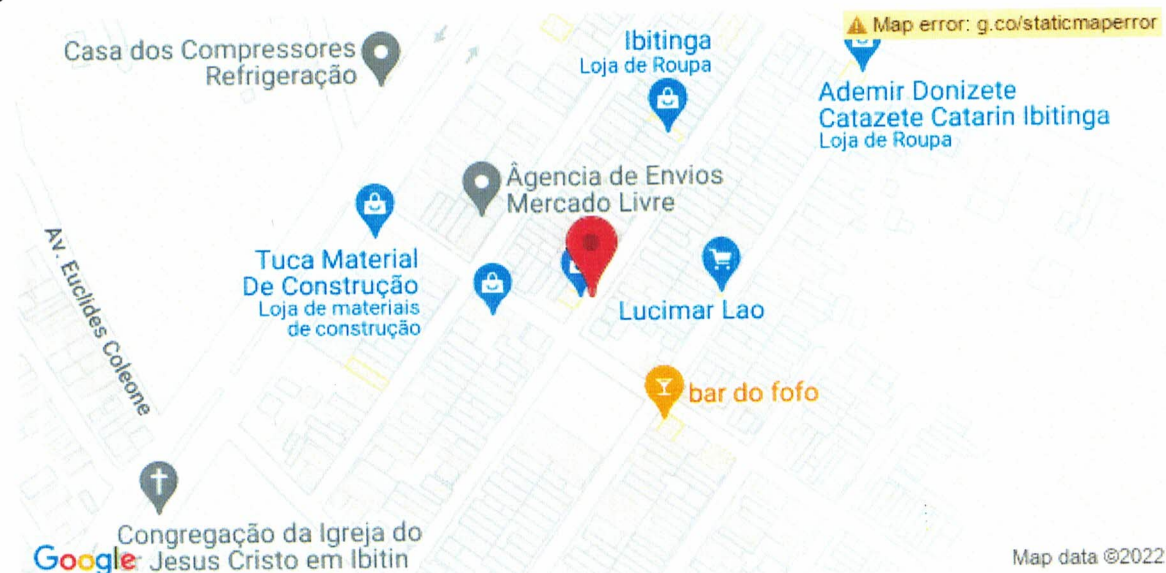 Map error: g.co/staticmaperror
Casa dos Compressores
Refrigeração
Ibitinga
Loja de Roupa
Ademir Donizete
Catazete Catarin Ibitinga
Loja de Roupa
Âgencia de Envios
Mercado Livre
Tuca Material
De Construção
Loja de materiais
de construção
Lucimar Lao
Av. Euclides Coleone
bar do fofo
Congregação da Igreja do
Jesus Cristo em Ibitin
Google
Map data ©2022